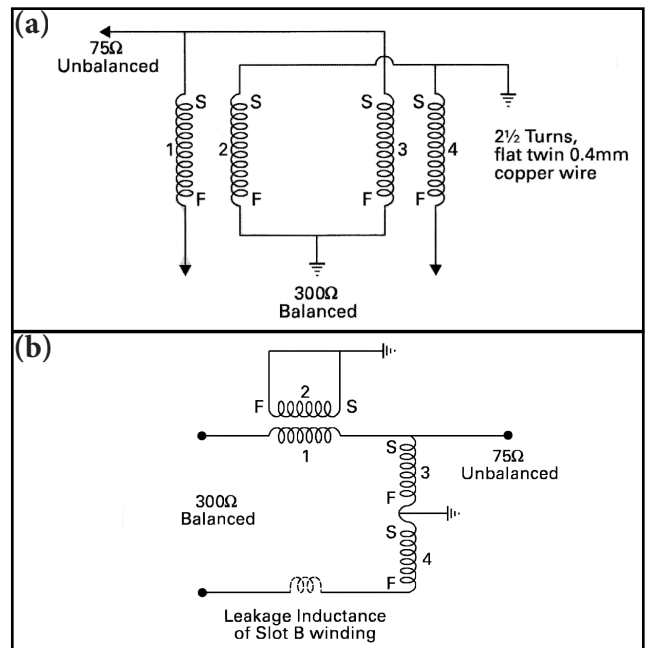 (a)
75Ω
Unbalanced
S
S
S
S
1
2
3
4
F
F
F
F
2½ Turns,
flat twin 0.4mm
copper wire
300Ω
Balanced
(b)
2
F
S
1
S
3
F
75Ω
Unbalanced
300Ω
Balanced
S
4
F
Leakage Inductance
of Slot B winding